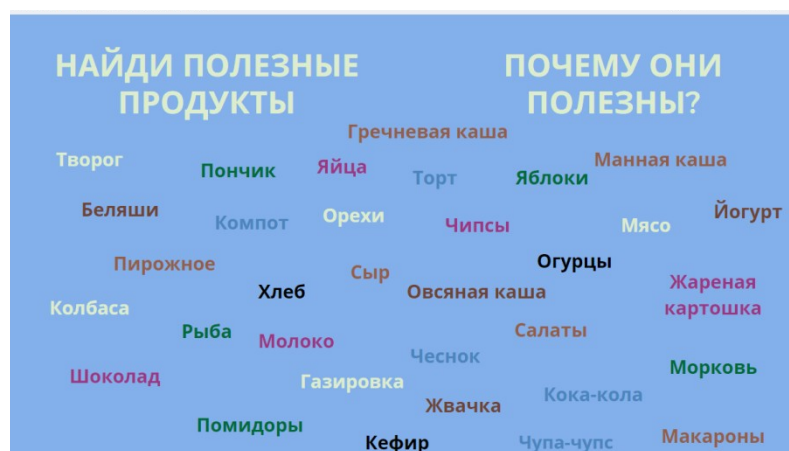 НАЙДИ ПОЛЕЗНЫЕ
ПРОДУКТЫ
ПОЧЕМУ ОНИ
ПОЛЕЗНЫ?
Гречневая каша
Творог
Пончик
Яйца
Торт
Яблоки
Манная каша
Беляши
Компот
Орехи
Чипсы
Мясо
Йогурт
Пирожное
Хлеб
Сыр
Овсяная каша
Огурцы
Жареная
картошка
Колбаса
Рыба
Молоко
Салаты
Чеснок
Морковь
Шоколад
Газировка
Жвачка
Кока-кола
Помидоры
Кефир
Чупа-чупс
Макароны